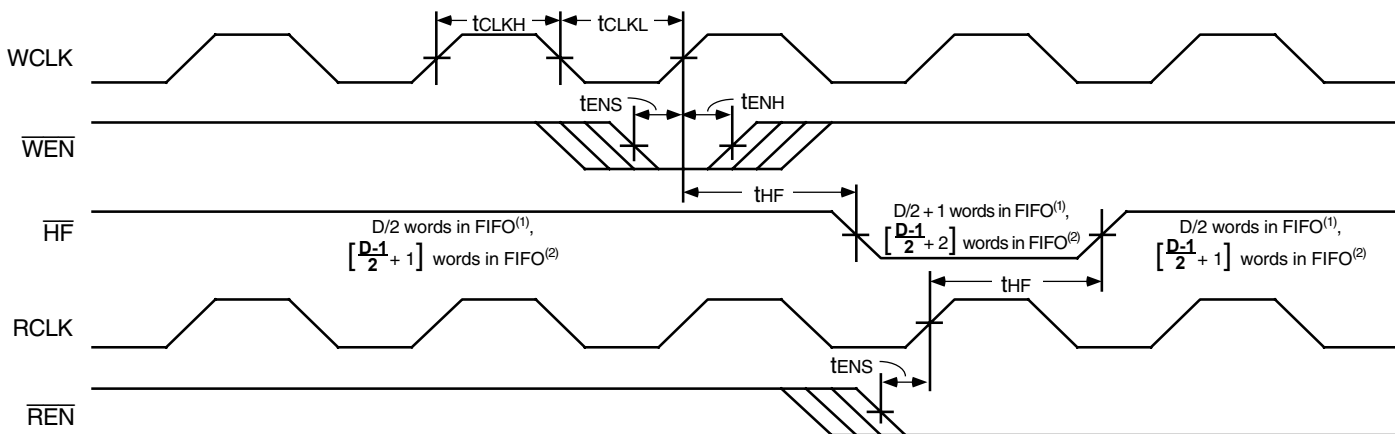 tCLKH tCLKL
WCLK
tENS tENH
WEN
tHF
HF
D/2 words in FIFO(1),
[D-1/2 + 1] words in FIFO(2)
D/2 + 1 words in FIFO(1),
[D-1/2 + 2] words in FIFO(2)
D/2 words in FIFO(1),
[D-1/2 + 1] words in FIFO(2)
tHF
RCLK
tENS
REN